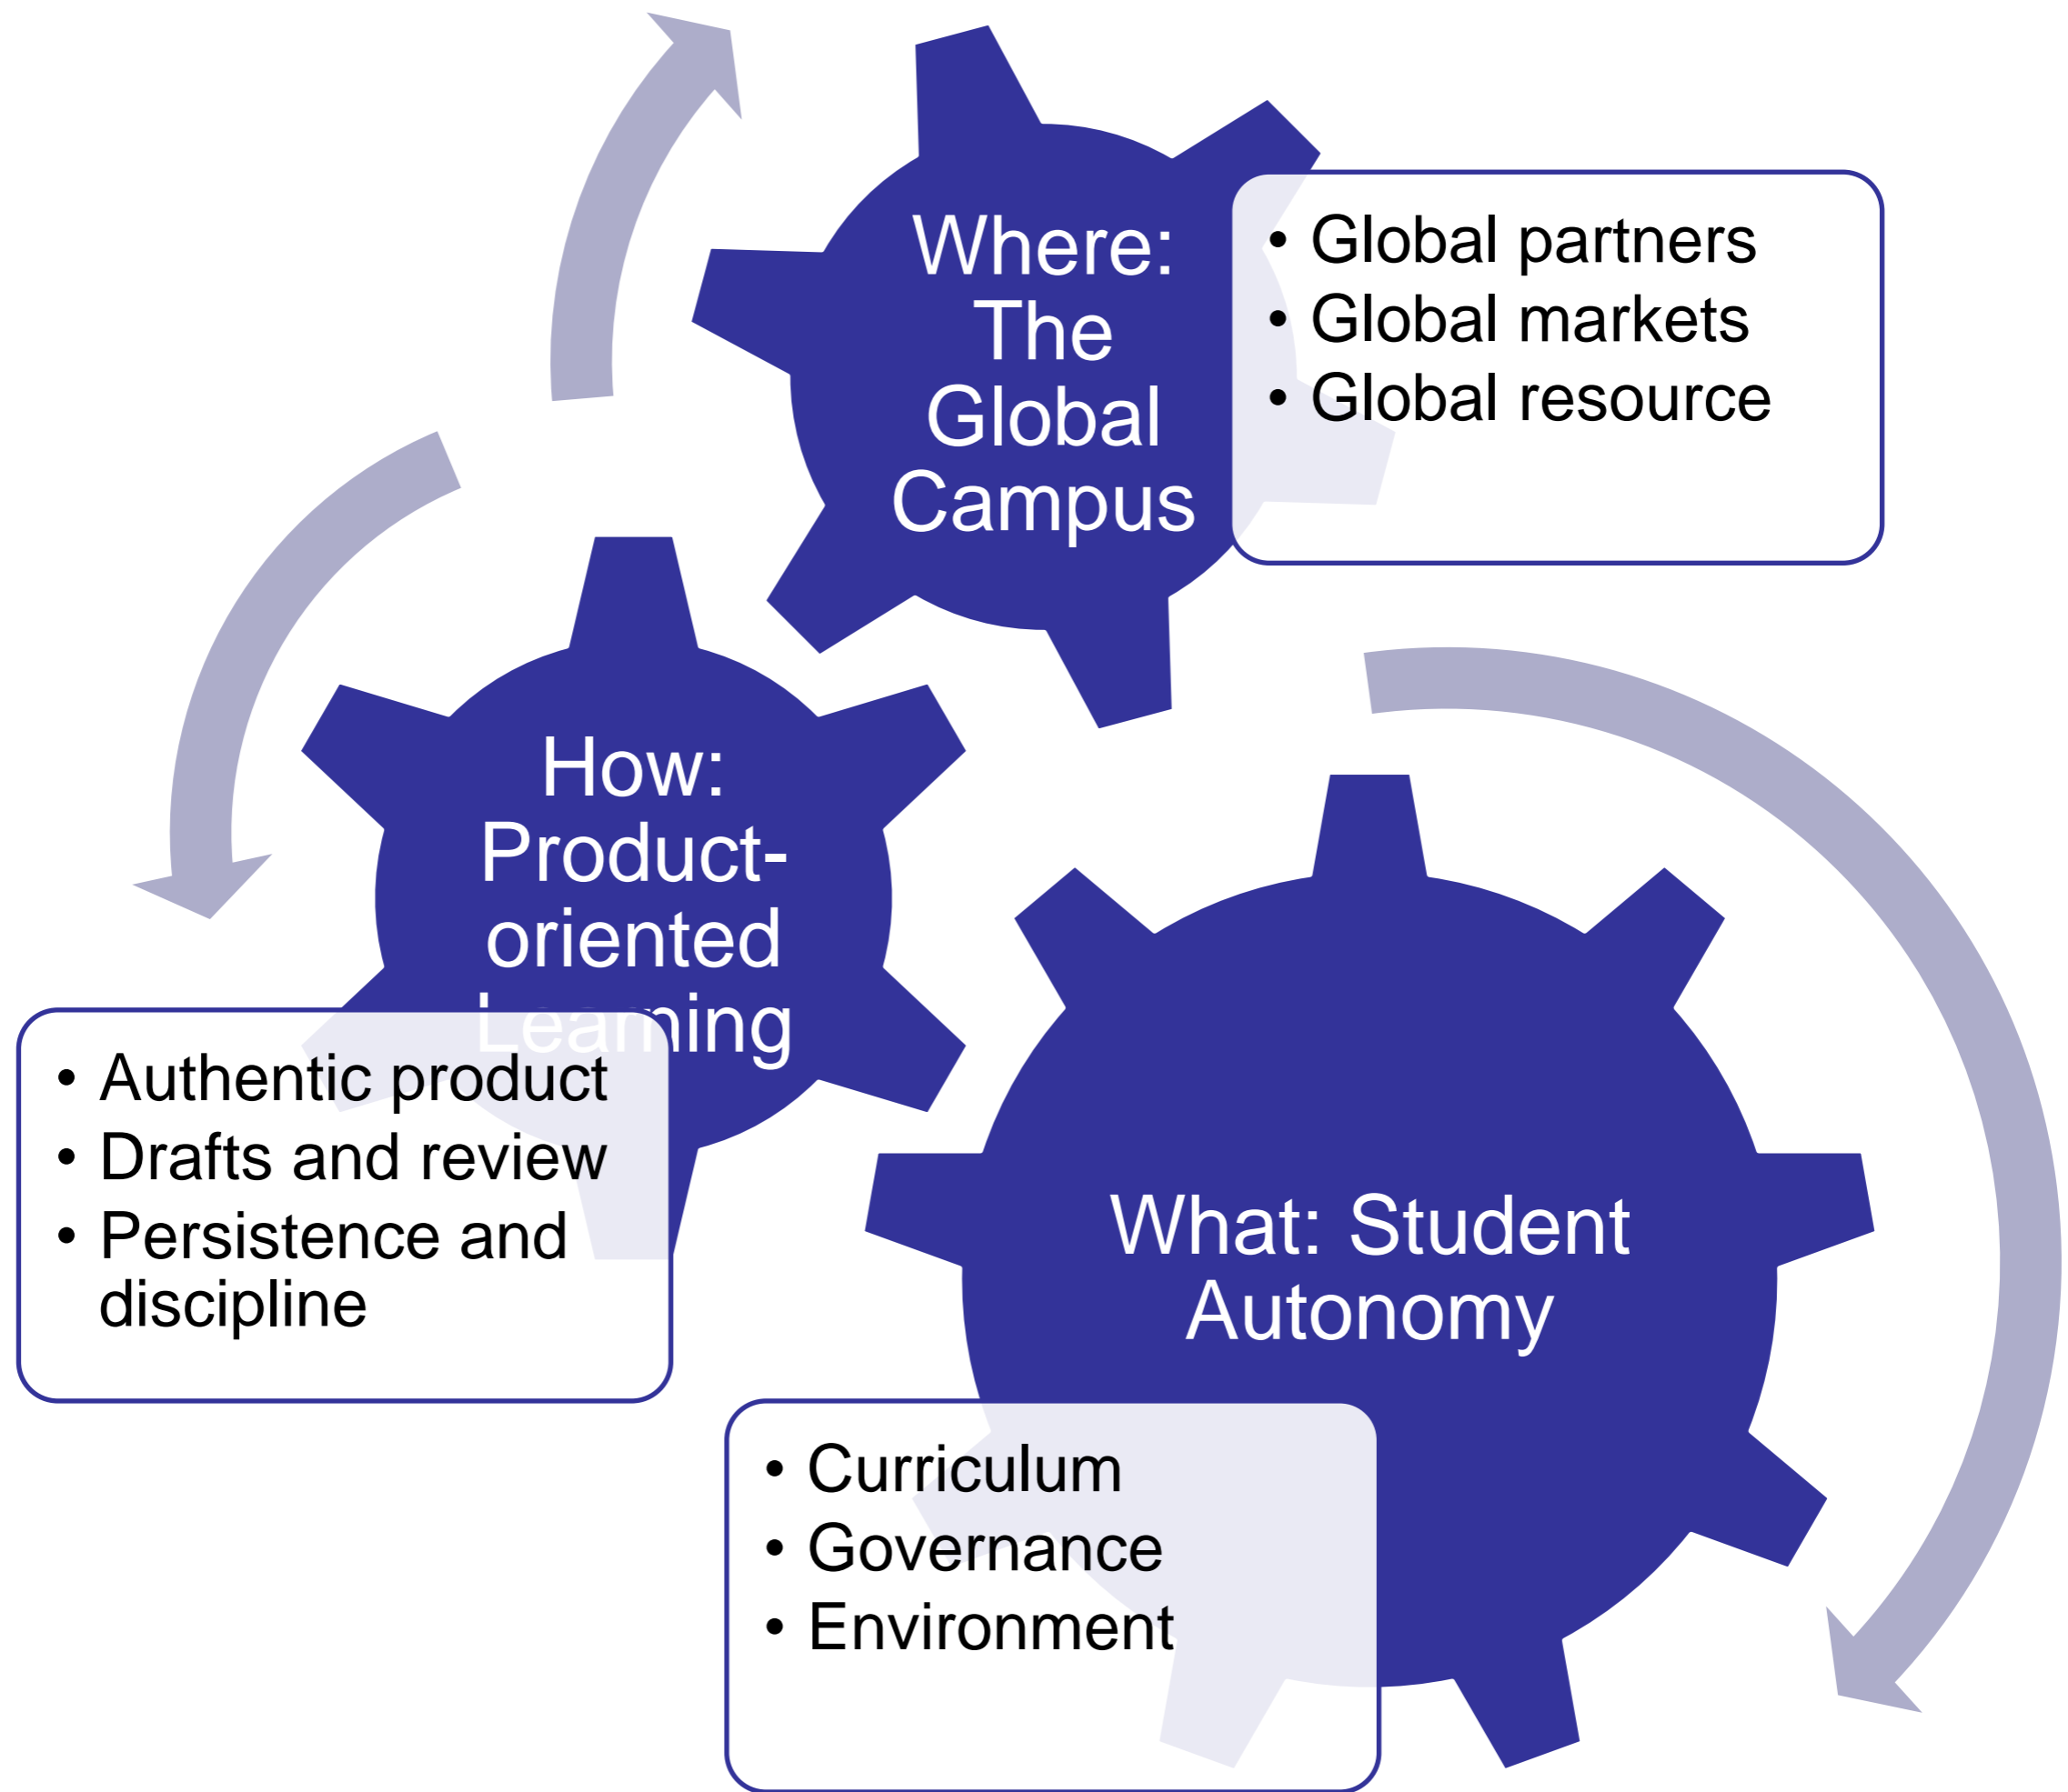 Where:
The
Global
Campus
• Global partners
• Global markets
• Global resource
How:
Product-
oriented
Learning
• Authentic product
• Drafts and review
• Persistence and
discipline
What: Student
Autonomy
• Curriculum
• Governance
• Environment